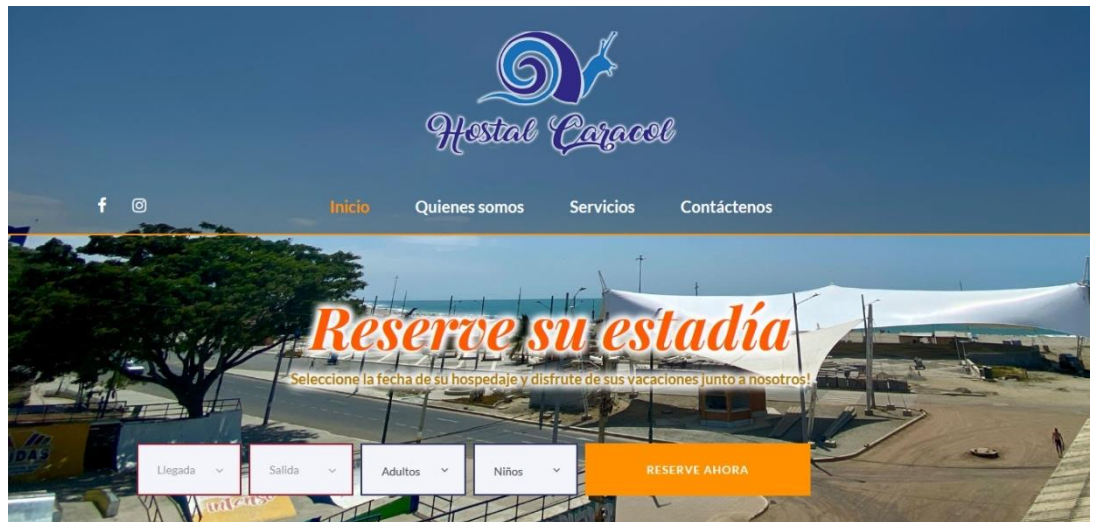 Hostal Caracol
Inicio Quienes somos Servicios Contáctenos
Reserve su estadía
Seleccione la fecha de su hospedaje y disfrute de sus vacaciones junto a nosotros!
Llegada Salida Adultos Niños RESERVE AHORA